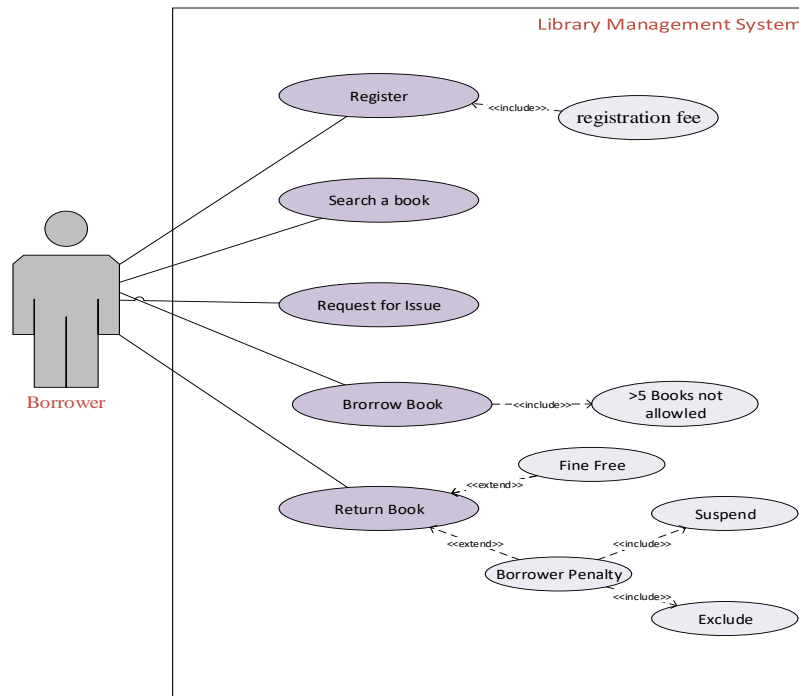 Library Management System
Register
<<include>>
registration fee
Search a book
Request for Issue
Borrower
Brorrow Book
<<include>>
>5 Books not
allowled
Fine Free
<<extend>>
Return Book
Suspend
<<extend>>
<<include>>
Borrower Penalty
<<include>>
Exclude